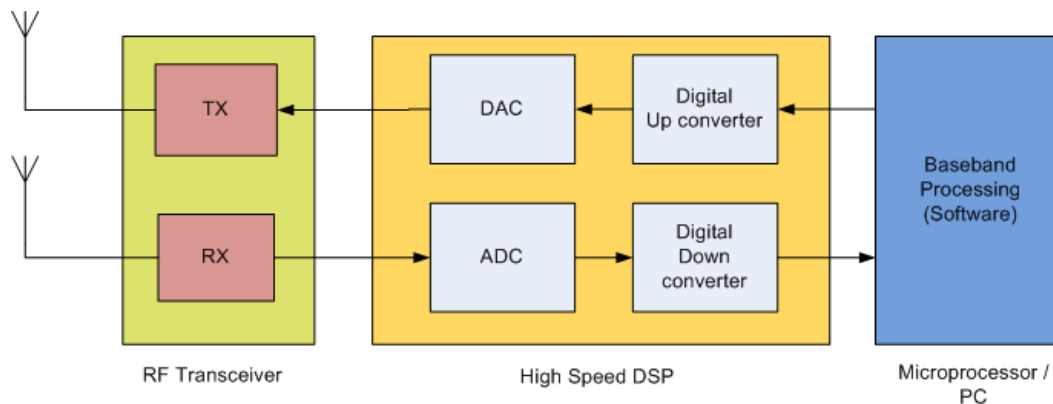 TX
DAC
Digital
Up converter
Baseband
Processing
(Software)
RX
ADC
Digital
Down
converter
RF Transceiver
High Speed DSP
Microprocessor /
PC